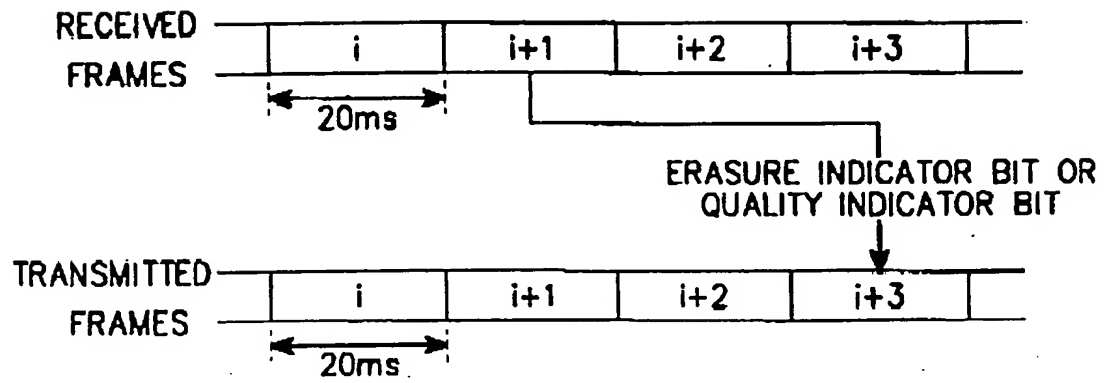 RECEIVED
FRAMES
i i+1 i+2 i+3
20ms
ERASURE INDICATOR BIT OR
QUALITY INDICATOR BIT
TRANSMITTED
FRAMES
i i+1 i+2 i+3
20ms